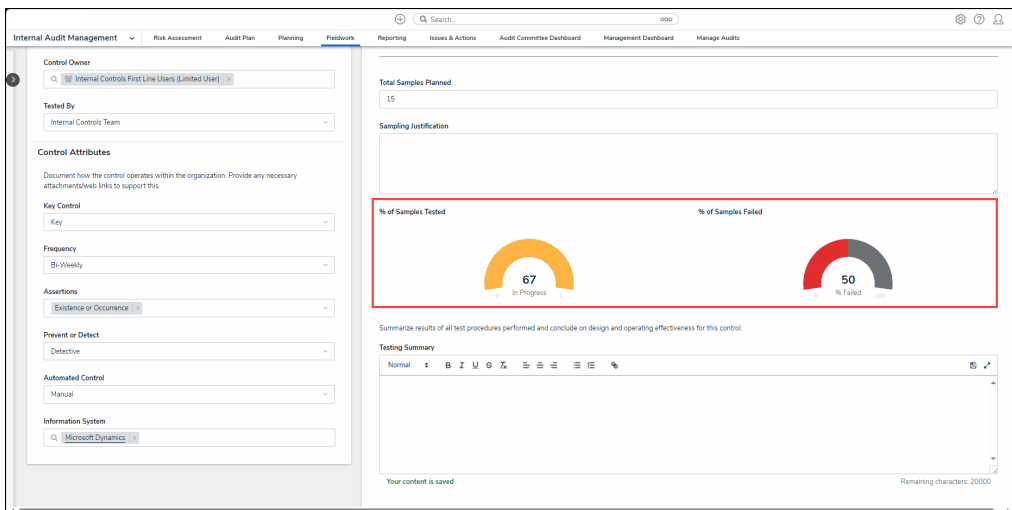 Search...
ooo
Internal Audit Management
Risk Assessment
Audit Plan
Planning
Fieldwork
Reporting
Issues & Actions
Audit Committee Dashboard
Management Dashboard
Manage Audits
Control Owner
Internal Controls First Line Users (Limited User) ×
Tested By
Internal Controls Team
Control Attributes
Document how the control operates within the organization. Provide any necessary
attachments/web links to support this.
Key Control
Key
Frequency
Bi-Weekly
Assertions
Existence or Occurrence ×
Prevent or Detect
Detective
Automated Control
Manual
Information System
Microsoft Dynamics ×
Total Samples Planned
15
Sampling Justification
% of Samples Tested
67
In Progress
0
% of Samples Failed
50
% Failed
0 100
Summarize results of all test procedures performed and conclude on design and operating effectiveness for this control.
Testing Summary
Normal B I U S Tx
Your content is saved
Remaining characters: 20000